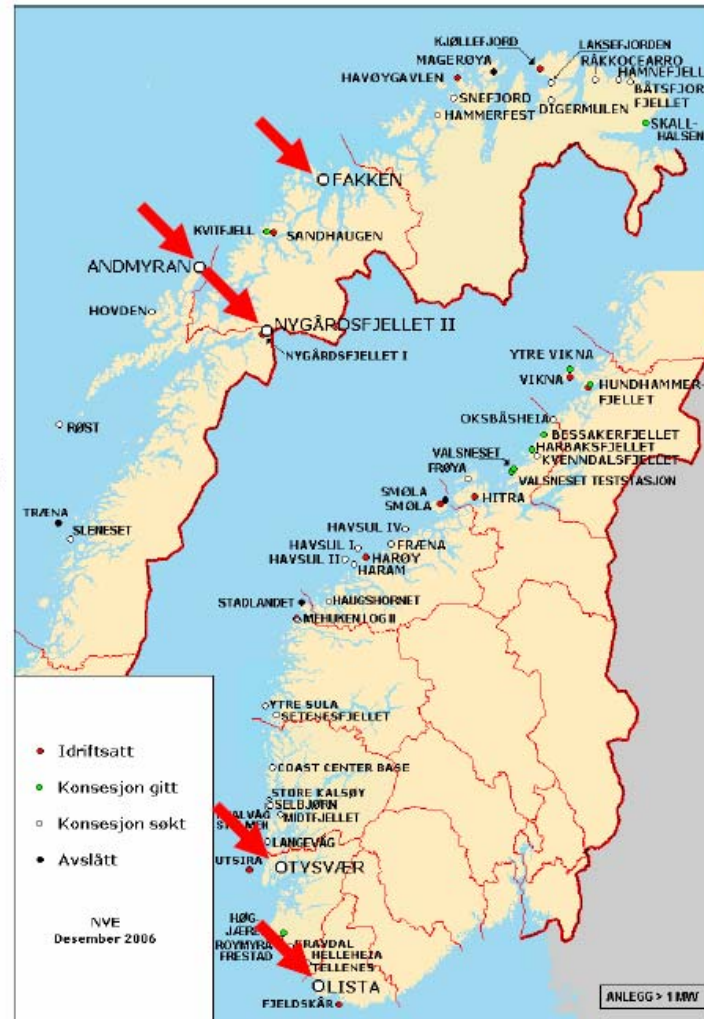 KJØLLEFJORD
LAKSEFJORDEN
MAGERØYA
RÅKKOCEARRO
HAVØYGAVLEN
HAMNEFJELL
BÅTSFJORD
FJELLET
SNEFJORD
DIGERMULEN
HAMMERFEST
SKALL-
HALSEN
FAKKEN
KVITFJELL
SANDHAUGEN
ANDMYRAN
HOVDEN
NYGÅRDSFJELLET II
NYGÅRDSFJELLET I
YTRE VIKNA
VIKNA
HUNDHAMMER-
FJELLET
OKSBÅSHEIA
RØST
BESSAKERFJELLET
HARBAKSFJELLET
VALSNESET
KVENNDALSFJELLET
FRØYA
VALSNESET TESTSTASJON
SMØLA
HITRA
SMØLA
TRÆNA
SLENESET
HAVSUL IV
HAVSUL I
FRÆNA
HAVSUL II
HARØY
HARAM
STADLANDET
HAUGSHORNET
MEHUKEN I OG II
YTRE SULA
SETENESFJELLET
COAST CENTER BASE
STORE KALSØY
SELBJØRN
MIDTFJELLET
LANGEVÅG
UTSIRA
TYSVÆR
HØG-
JÆREN
FRESTAD
HELLEHEIA
TELLENES
LISTA
FJELDSKÅR
Idriftsatt
Konsesjon gitt
Konsesjon søkt
Avslått
NVE
Desember 2006
ANLEGG > 1 MW